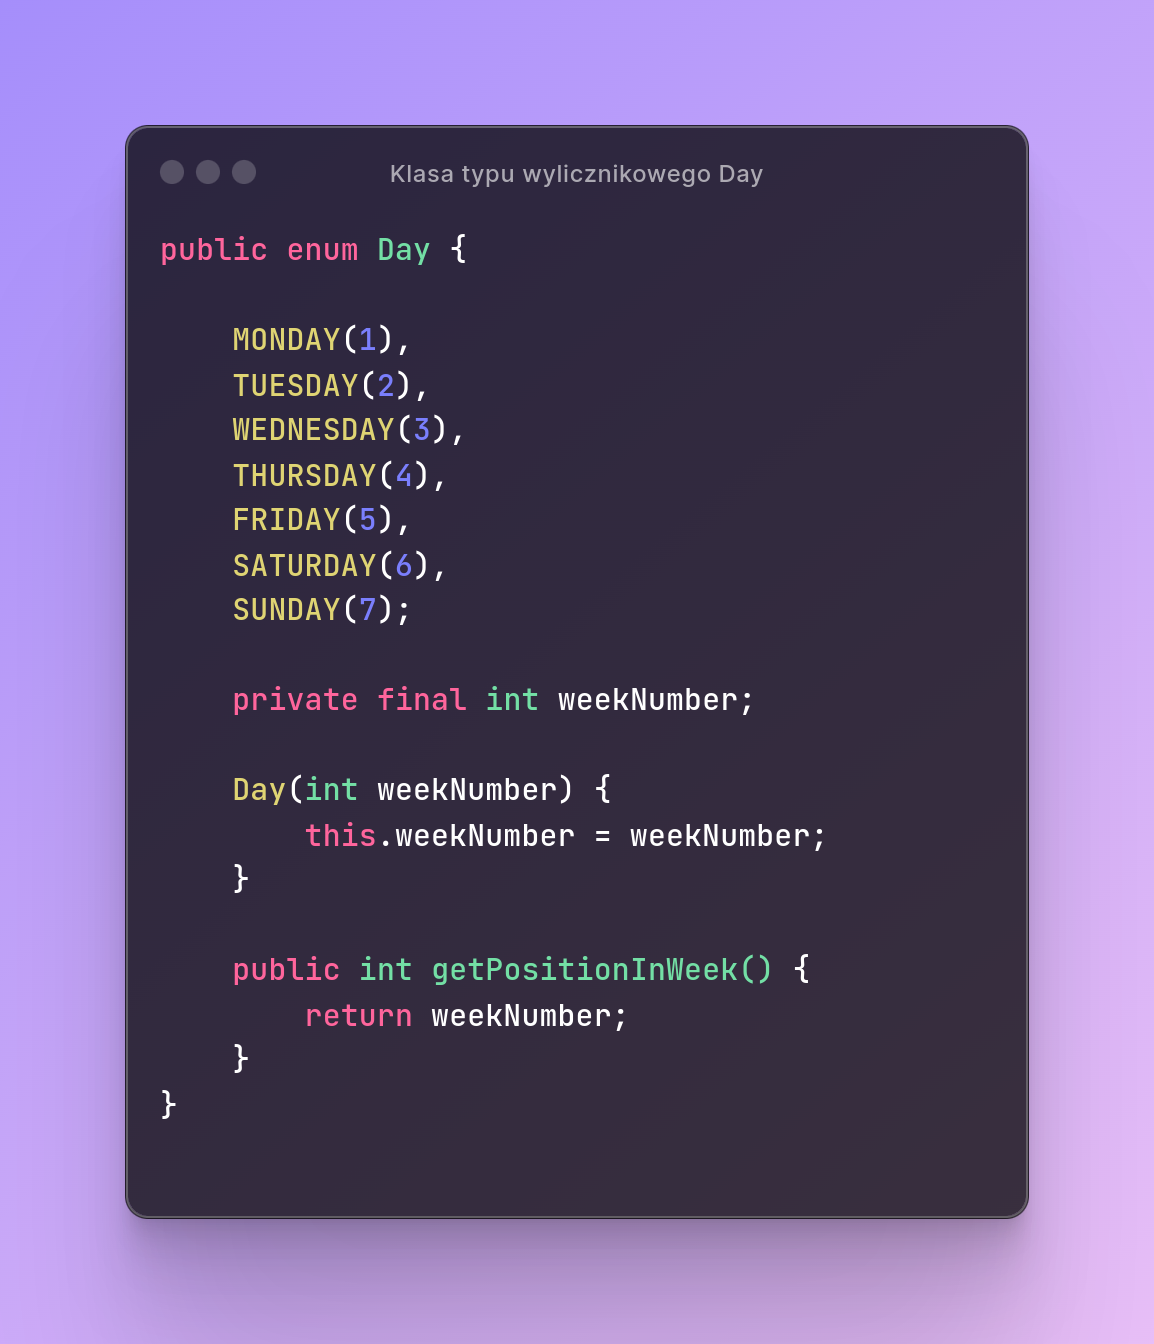 Klasa typu wylicznikowego Day
public enum Day {
    MONDAY(1),
    TUESDAY(2),
    WEDNESDAY(3),
    THURSDAY(4),
    FRIDAY(5),
    SATURDAY(6),
    SUNDAY(7);
    private final int weekNumber;
    Day(int weekNumber) {
        this.weekNumber = weekNumber;
    }
    public int getPositionInWeek() {
        return weekNumber;
    }
}